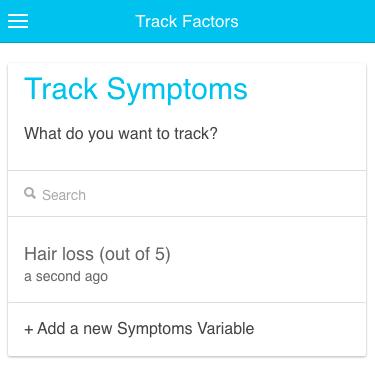 Track Factors
Track Symptoms
What do you want to track?
Search
Hair loss (out of 5)
a second ago
+ Add a new Symptoms Variable